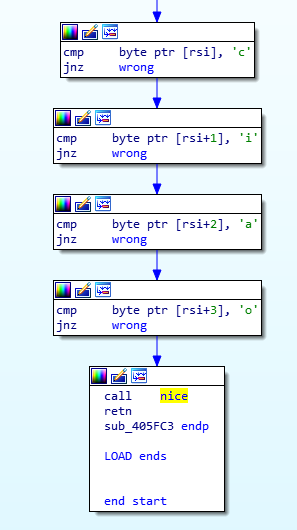 cmp     byte ptr [rsi], 'c'
jnz     wrong
cmp     byte ptr [rsi+1], 'i'
jnz     wrong
cmp     byte ptr [rsi+2], 'a'
jnz     wrong
cmp     byte ptr [rsi+3], 'o'
jnz     wrong
call    nice
retn
sub_405FC3 endp
LOAD ends
end start